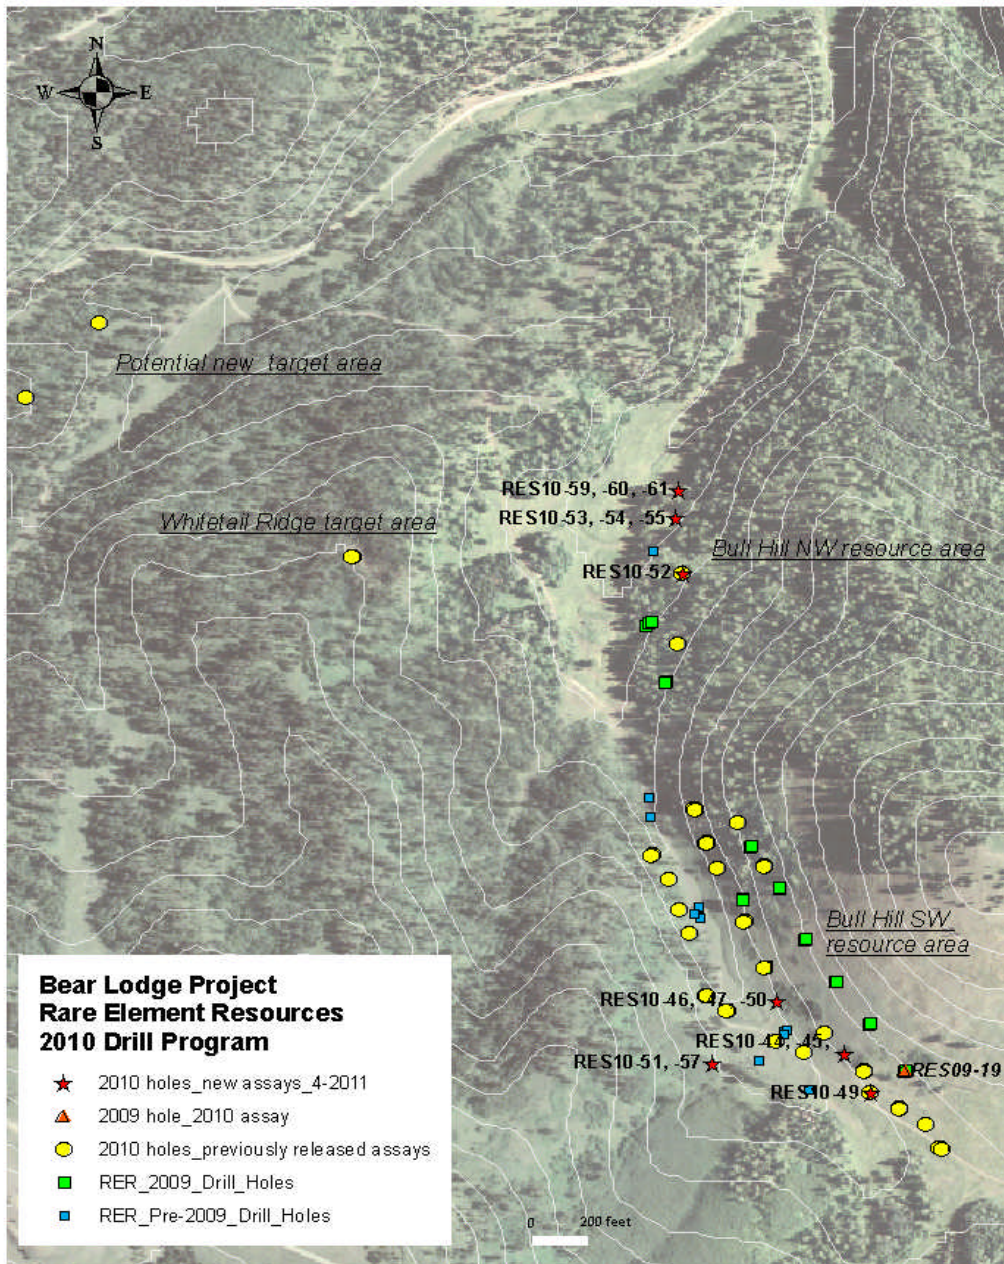 N
W E
S
Potential new target area
Whitetail Ridge target area
RES10-59, -60, -61
RES10-53, -54, -55
Bull Hill NW resource area
RES10-52
Bull Hill SW
resource area
RES10-46, -47, -50
RES10-44, -45,
RES10-51, -57
RES09-19
RES10-49
Bear Lodge Project
Rare Element Resources
2010 Drill Program
2010 holes_new assays_4-2011
2009 hole_2010 assay
2010 holes_previously released assays
RER_2009_Drill_Holes
RER_Pre-2009_Drill_Holes
0 200 feet